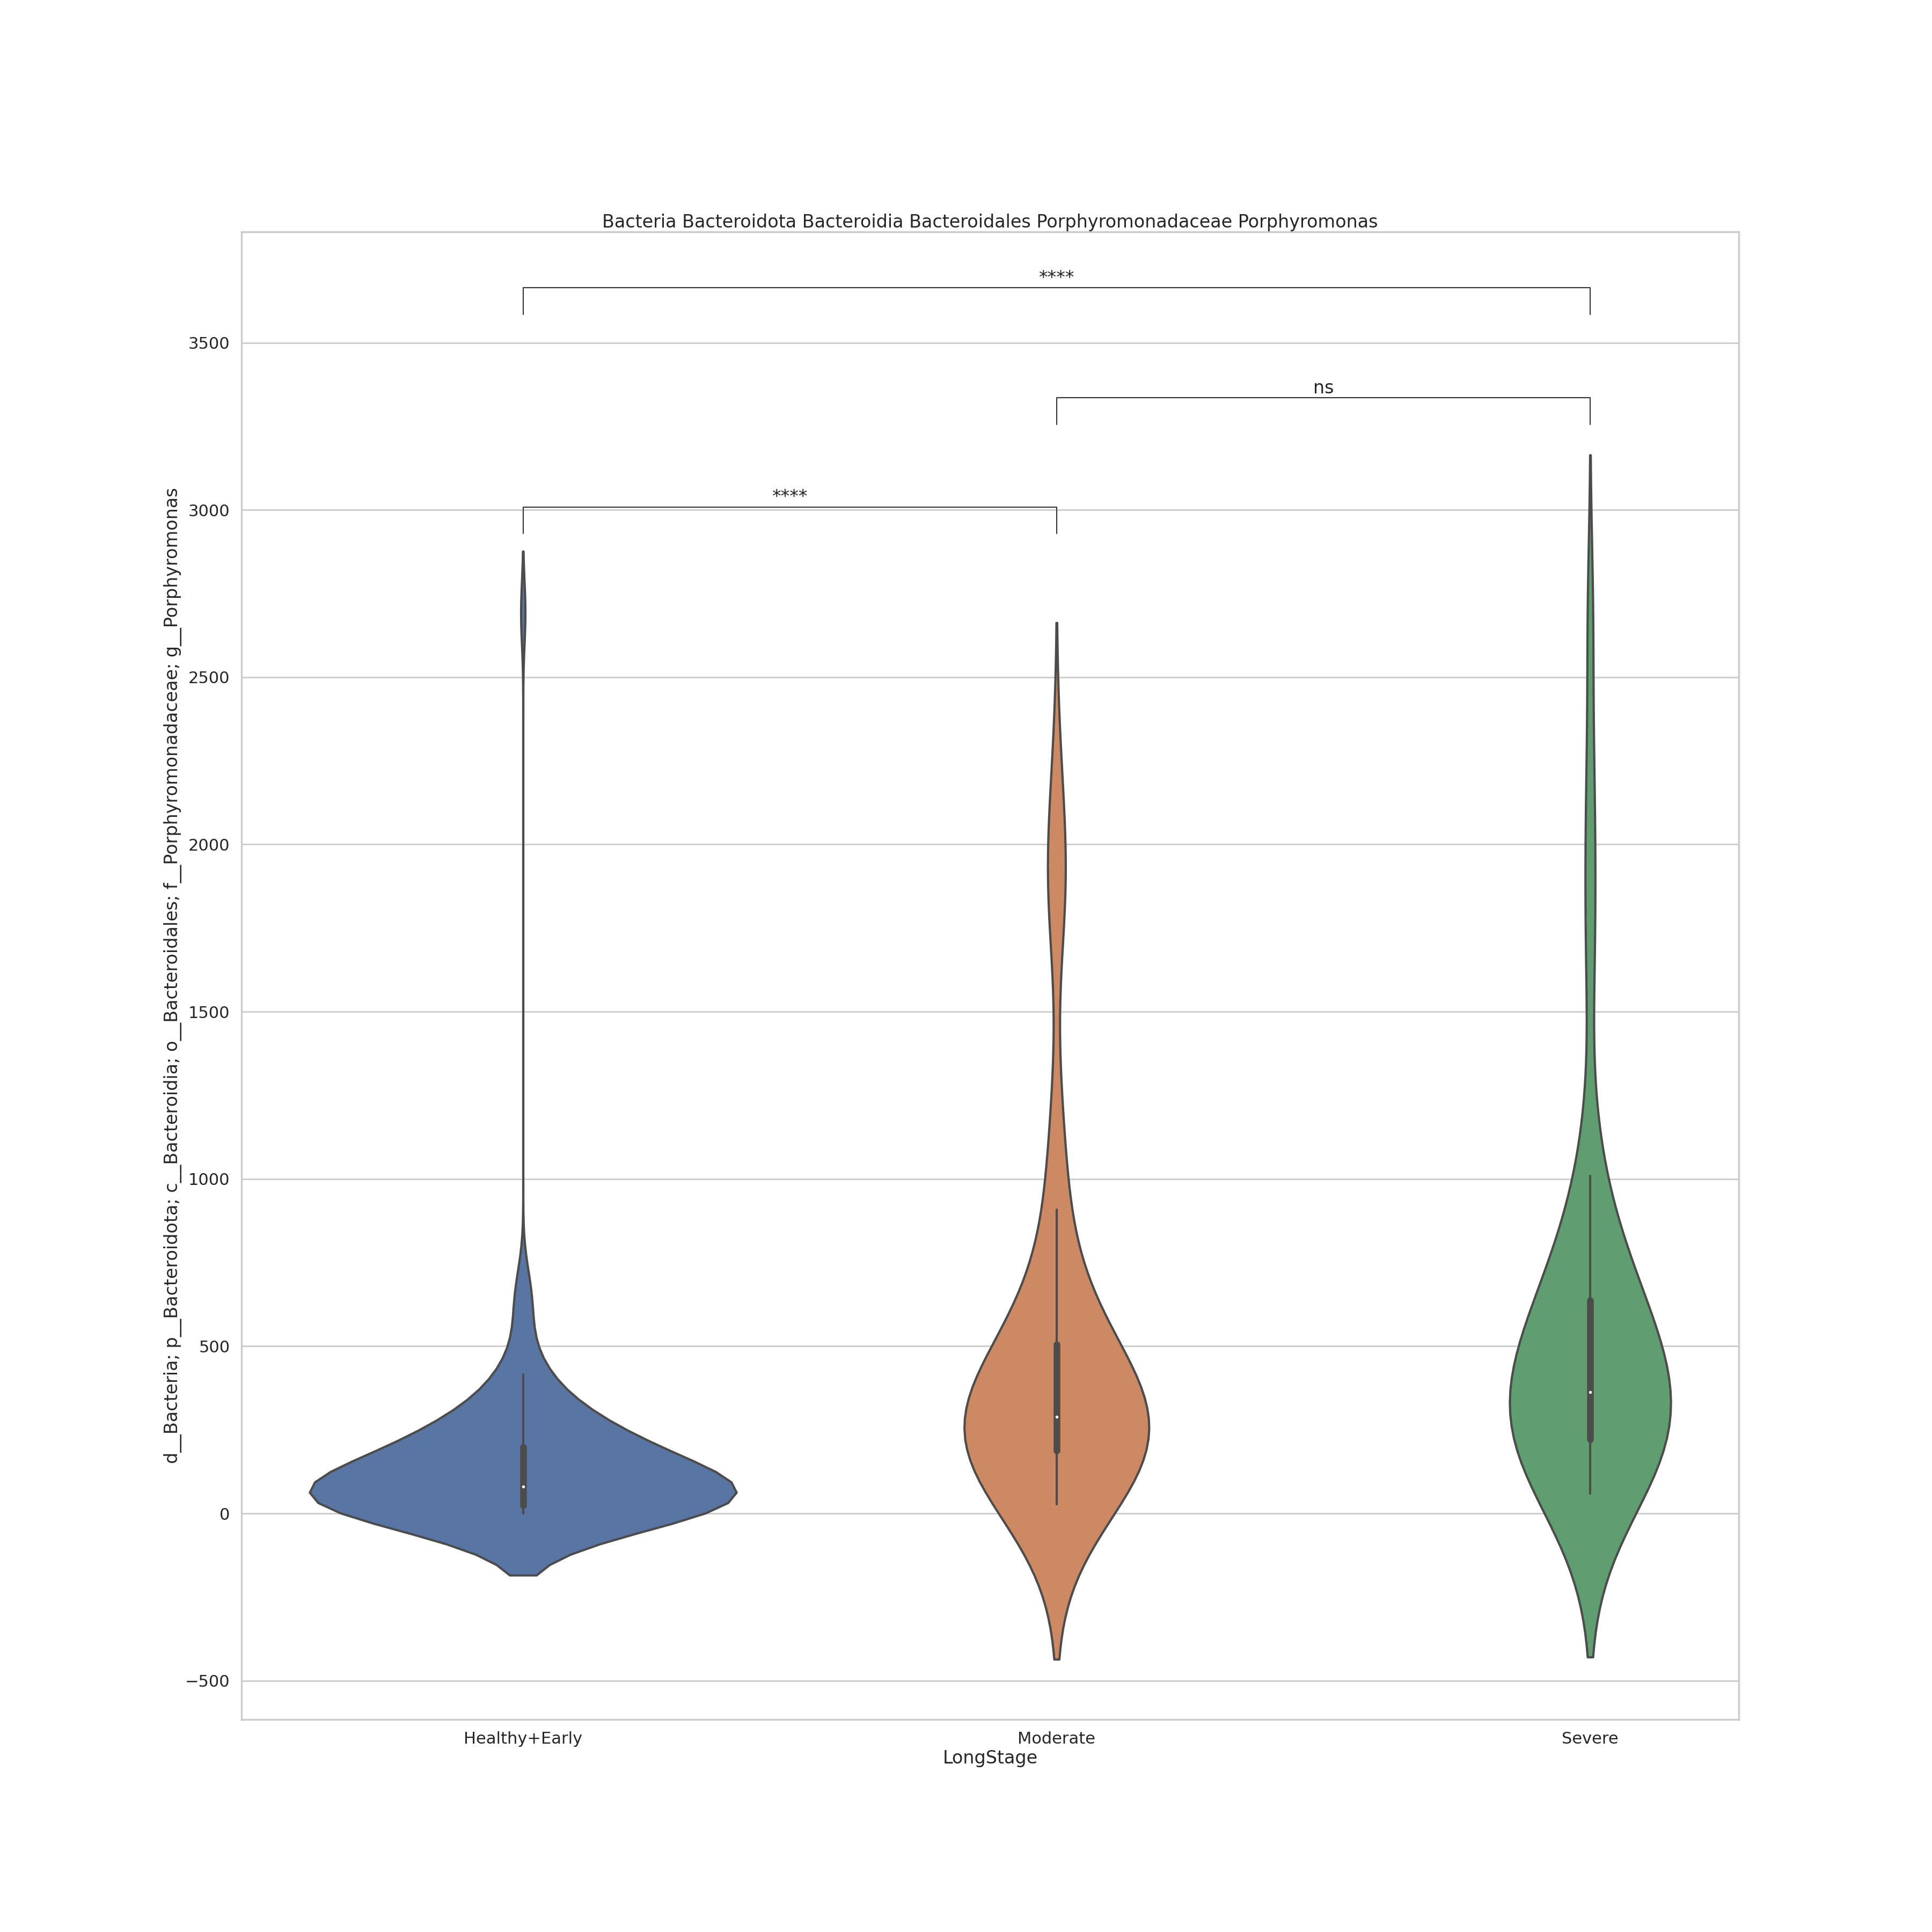 Bacteria Bacteroidota Bacteroidia Bacteroidales Porphyromonadaceae Porphyromonas
d__Bacteria; p__Bacteroidota; c__Bacteroidia; o__Bacteroidales; f__Porphyromonadaceae; g__Porphyromonas
****
3500
ns
3000
****
2500
2000
1500
1000
500
0
−500
Healthy+Early
Moderate
Severe
LongStage